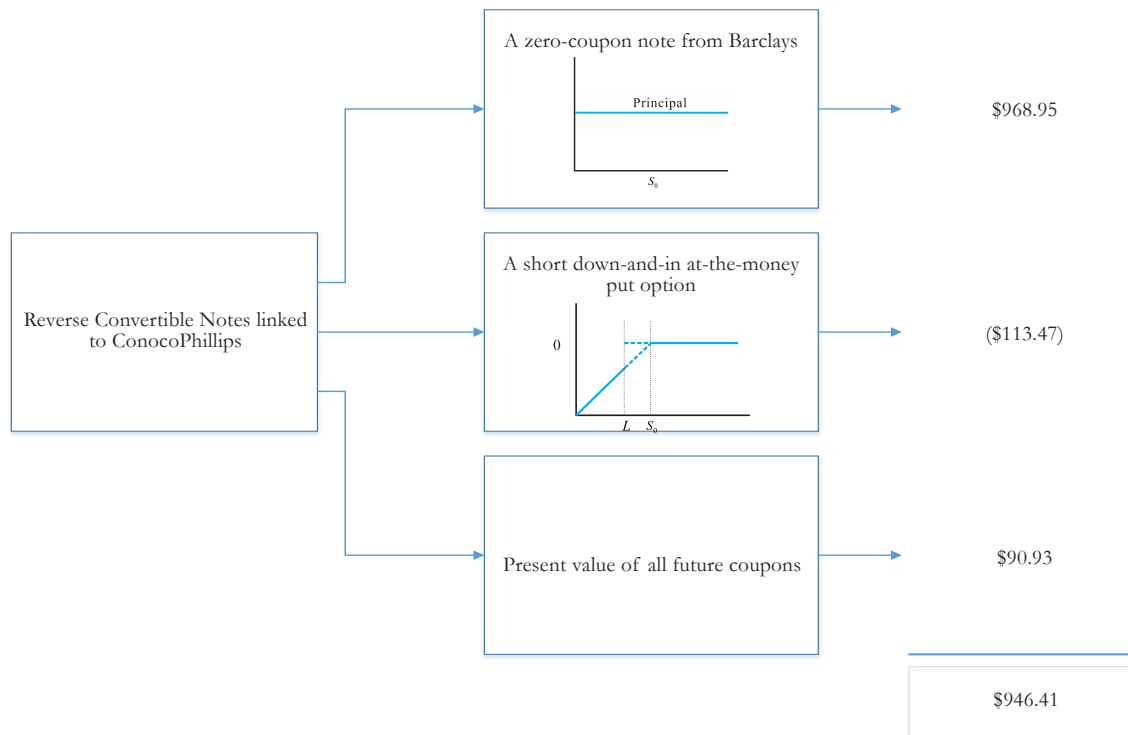 A zero-coupon note from Barclays
Principal
S₀
$968.95
Reverse Convertible Notes linked
to ConocoPhillips
A short down-and-in at-the-money
put option
0
L
S₀
($113.47)
Present value of all future coupons
$90.93
$946.41